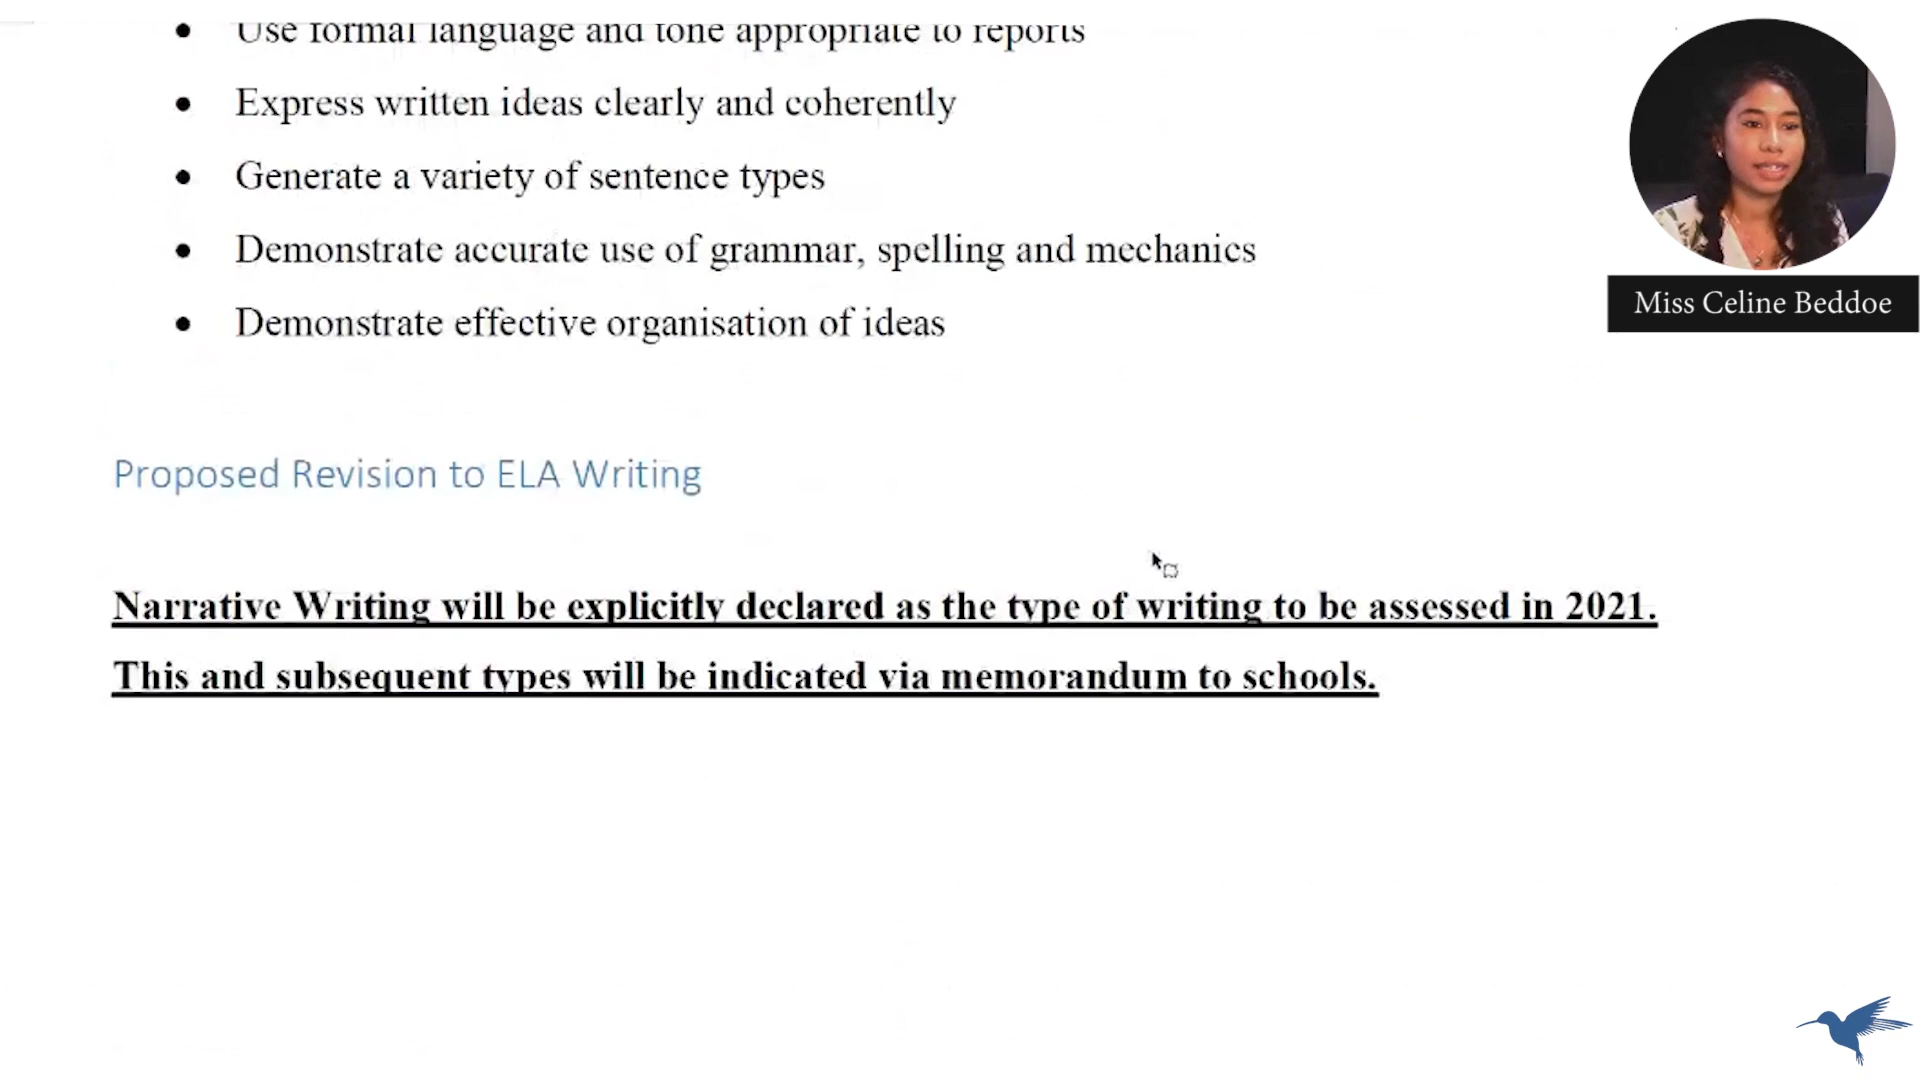 Use formal language and tone appropriate to reports
Express written ideas clearly and coherently
Generate a variety of sentence types
Demonstrate accurate use of grammar, spelling and mechanics
Demonstrate effective organisation of ideas
Miss Celine Beddoe
Proposed Revision to ELA Writing
Narrative Writing will be explicitly declared as the type of writing to be assessed in 2021.
This and subsequent types will be indicated via memorandum to schools.